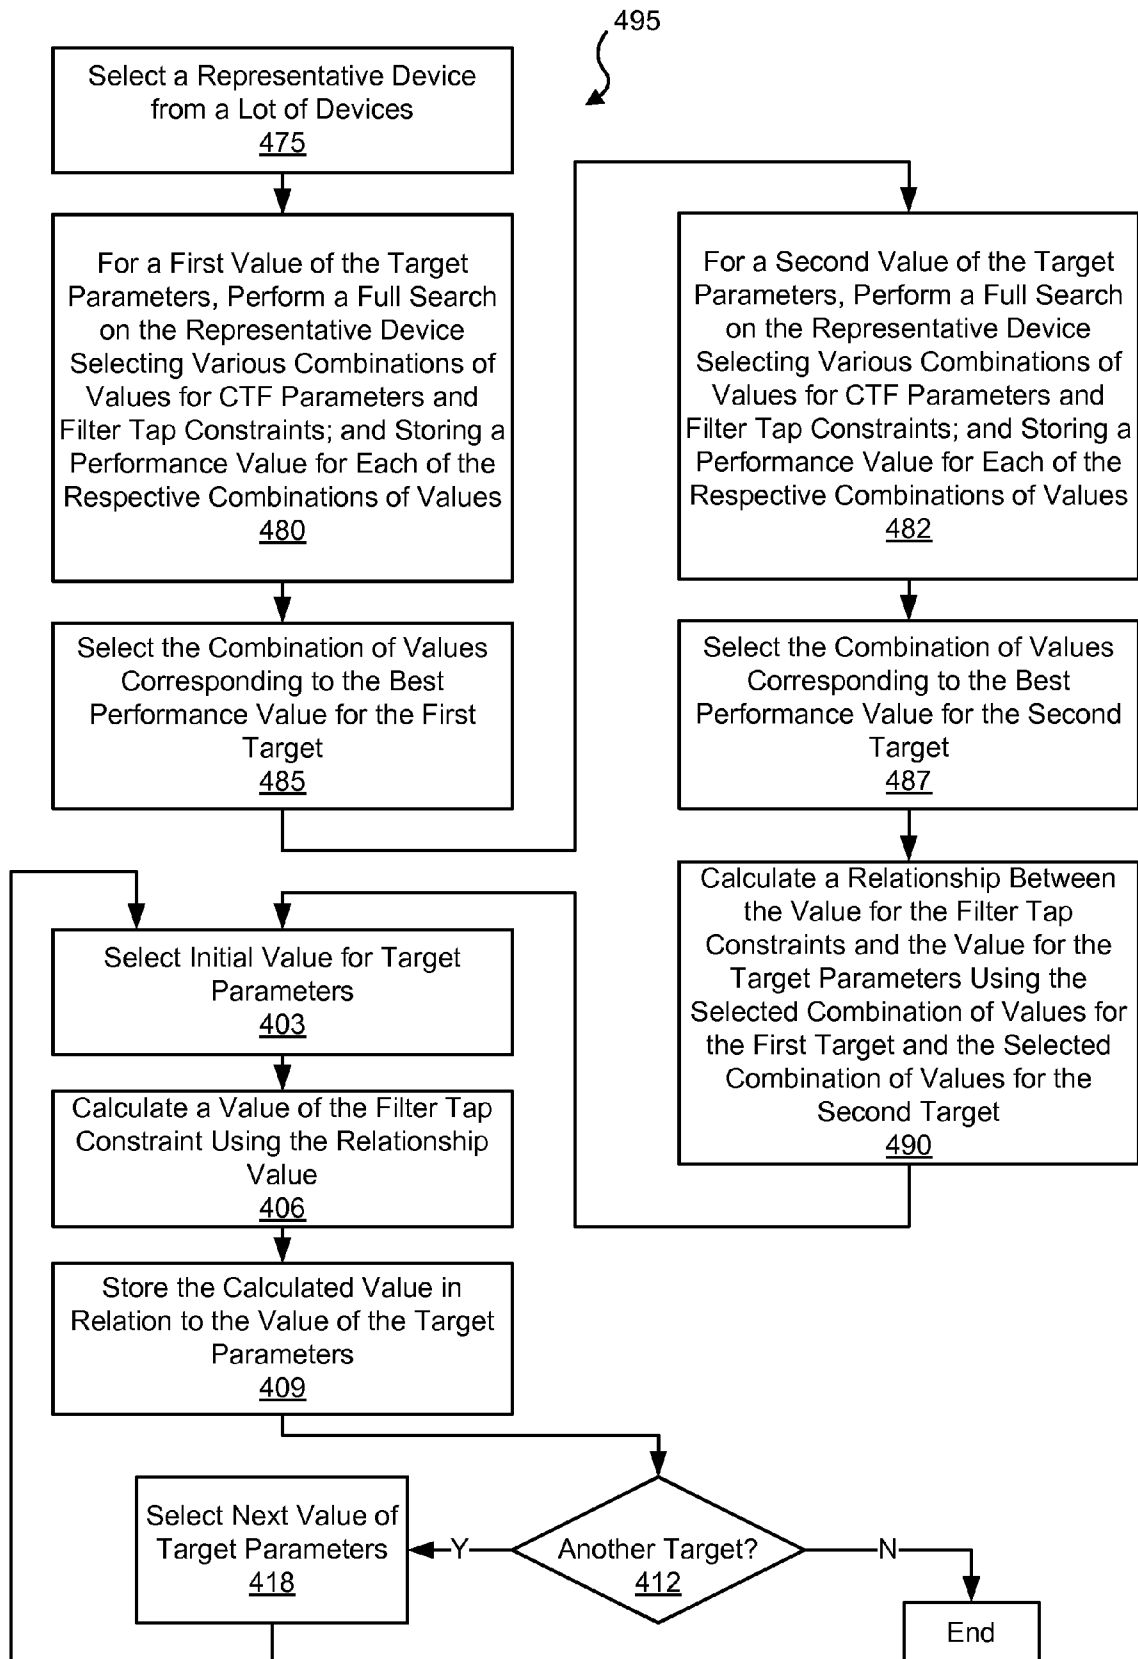 495
Select a Representative Device
from a Lot of Devices
475
For a First Value of the Target
Parameters, Perform a Full Search
on the Representative Device
Selecting Various Combinations of
Values for CTF Parameters and
Filter Tap Constraints; and Storing a
Performance Value for Each of the
Respective Combinations of Values
480
Select the Combination of Values
Corresponding to the Best
Performance Value for the First
Target
485
For a Second Value of the Target
Parameters, Perform a Full Search
on the Representative Device
Selecting Various Combinations of
Values for CTF Parameters and
Filter Tap Constraints; and Storing a
Performance Value for Each of the
Respective Combinations of Values
482
Select the Combination of Values
Corresponding to the Best
Performance Value for the Second
Target
487
Calculate a Relationship Between
the Value for the Filter Tap
Constraints and the Value for the
Target Parameters Using the
Selected Combination of Values for
the First Target and the Selected
Combination of Values for the
Second Target
490
Select Initial Value for Target
Parameters
403
Calculate a Value of the Filter Tap
Constraint Using the Relationship
Value
406
Store the Calculated Value in
Relation to the Value of the Target
Parameters
409
Another Target?
412
Y
N
Select Next Value of
Target Parameters
418
End